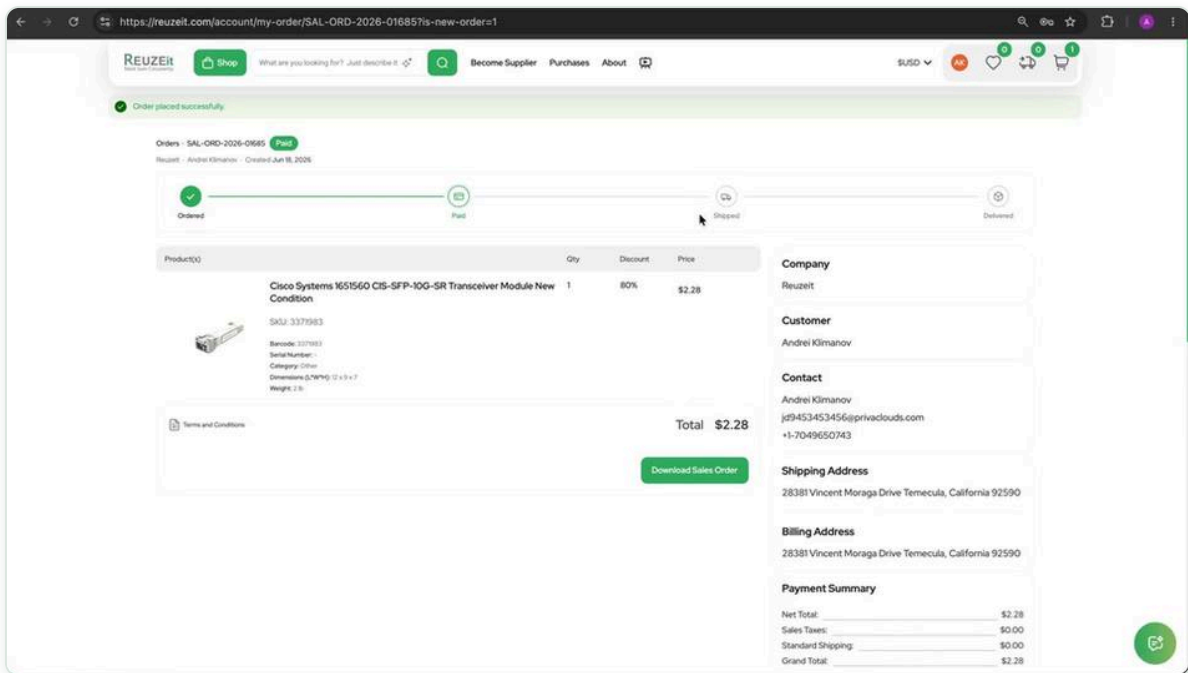 https://reuzeit.com/account/my-order/SAL-ORD-2026-01685?is-new-order=1
A
REUZEit
Shop
What are you looking for? Just describe it
Become Supplier
Purchases
About
$USD
AK
0
0
1
Order placed successfully.
Orders - SAL-ORD-2026-01685 Paid
Reuzeit - Andrei Klimanov - Created Jun 18, 2026
Ordered
Paid
Shipped
Delivered
Product(s) Qty Discount Price
Cisco Systems 1651560 CIS-SFP-10G-SR Transceiver Module New 1 80% $2.28
Condition
SKU: 3371983
Barcode: 3371983
Serial Number: -
Category: Other
Dimensions (L*W*H): 12 x 9 x 7
Weight: 2 lb
Terms and Conditions
Total $2.28
Download Sales Order
Company
Reuzeit
Customer
Andrei Klimanov
Contact
Andrei Klimanov
jd9453453456@privaclouds.com
+1-7049650743
Shipping Address
28381 Vincent Moraga Drive Temecula, California 92590
Billing Address
28381 Vincent Moraga Drive Temecula, California 92590
Payment Summary
Net Total: $2.28
Sales Taxes: $0.00
Standard Shipping: $0.00
Grand Total: $2.28